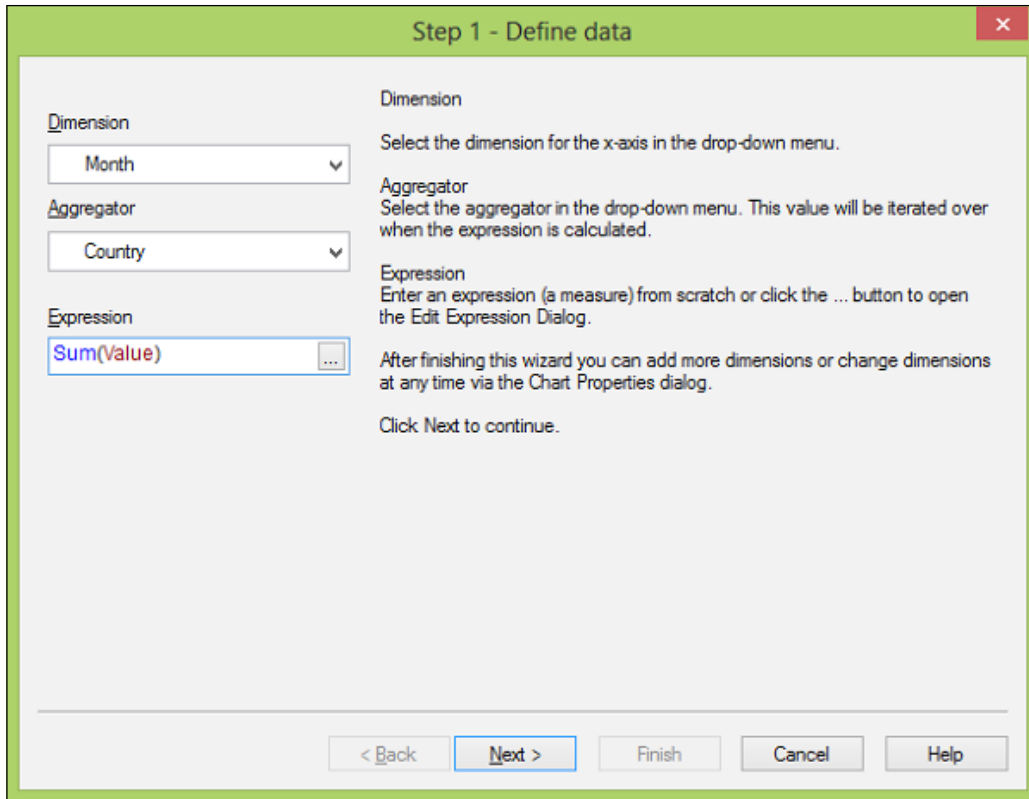 Step 1 - Define data
Dimension
Month
Aggregator
Country
Expression
Sum(Value)
...
Dimension
Select the dimension for the x-axis in the drop-down menu.
Aggregator
Select the aggregator in the drop-down menu. This value will be iterated over
when the expression is calculated.
Expression
Enter an expression (a measure) from scratch or click the ... button to open
the Edit Expression Dialog.
After finishing this wizard you can add more dimensions or change dimensions
at any time via the Chart Properties dialog.
Click Next to continue.
< Back
Next >
Finish
Cancel
Help